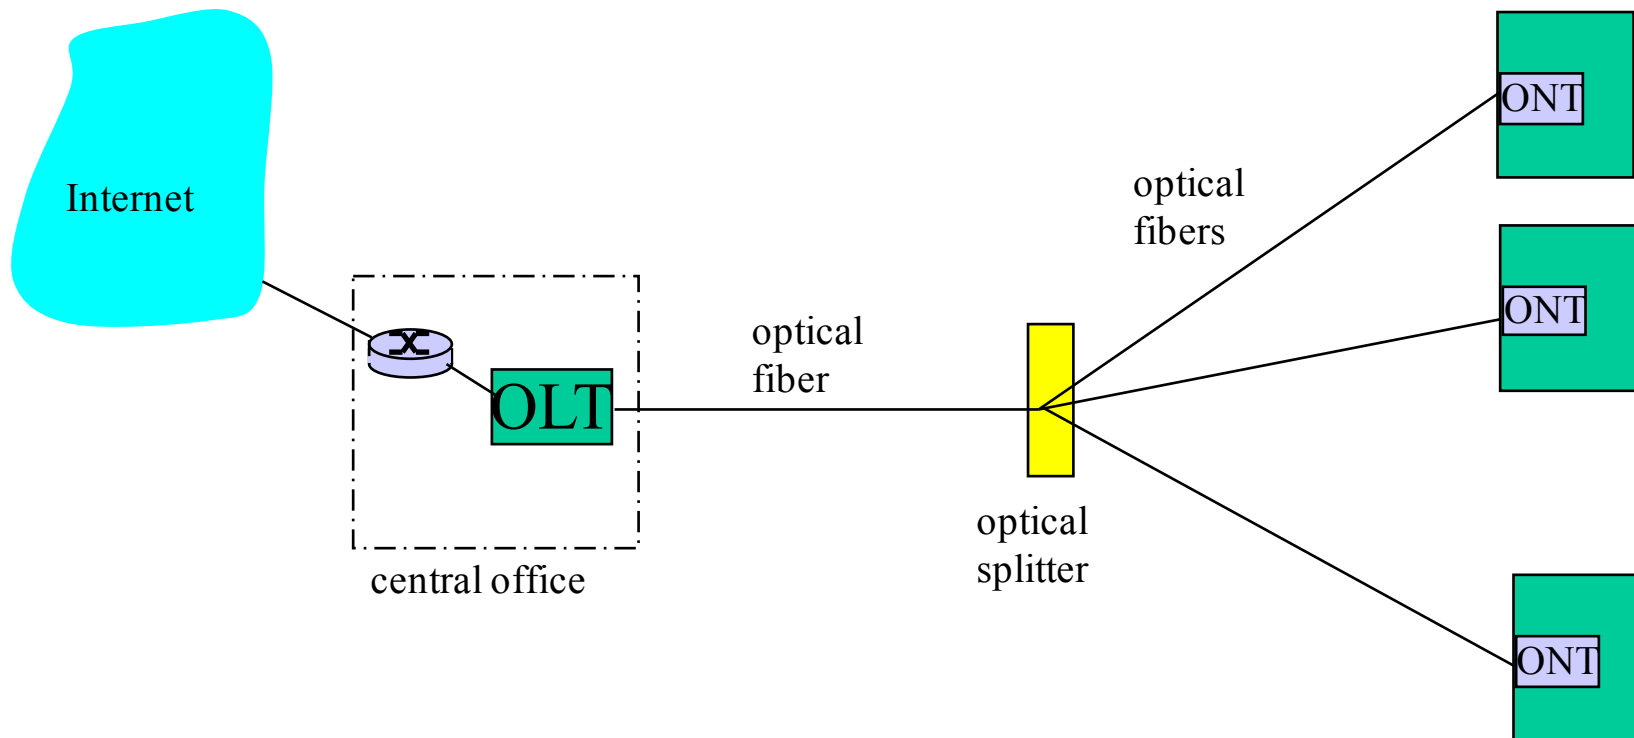 Internet
OLT
central office
optical
fiber
optical
splitter
optical
fibers
ONT
ONT
ONT